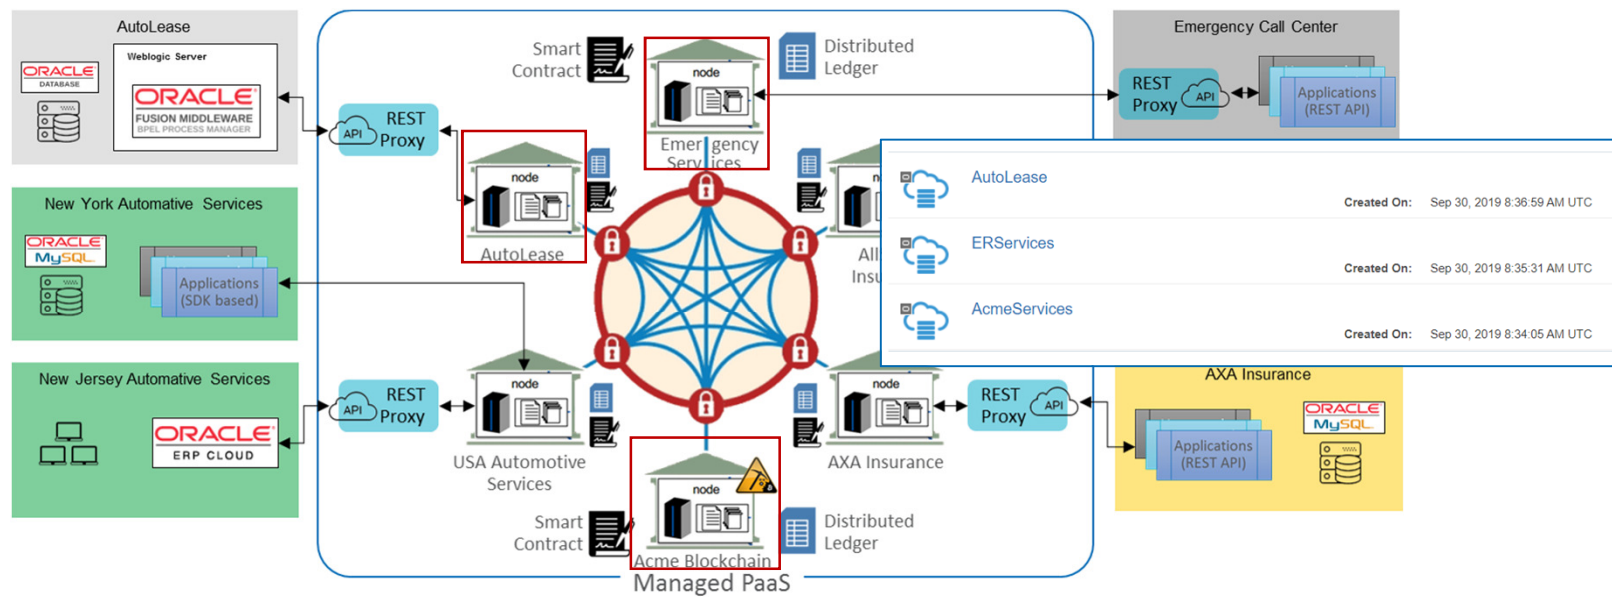 AutoLease
Weblogic Server
ORACLE
DATABASE
ORACLE
FUSION MIDDLEWARE
BPEL PROCESS MANAGER
New York Automative Services
ORACLE
MySQL
Applications
(SDK based)
New Jersey Automative Services
ORACLE
ERP CLOUD
REST
Proxy
API
REST
Proxy
API
Smart
Contract
node
Emergency
Services
Distributed
Ledger
node
AutoLease
All
Insu
node
USA Automotive
Services
node
AXA Insurance
Smart
Contract
node
Acme Blockchain
Distributed
Ledger
Managed PaaS
Emergency Call Center
REST
Proxy
API
Applications
(REST API)
AutoLease
Created On: Sep 30, 2019 8:36:59 AM UTC
ERServices
Created On: Sep 30, 2019 8:35:31 AM UTC
AcmeServices
Created On: Sep 30, 2019 8:34:05 AM UTC
REST
Proxy
API
AXA Insurance
Applications
(REST API)
ORACLE
MySQL